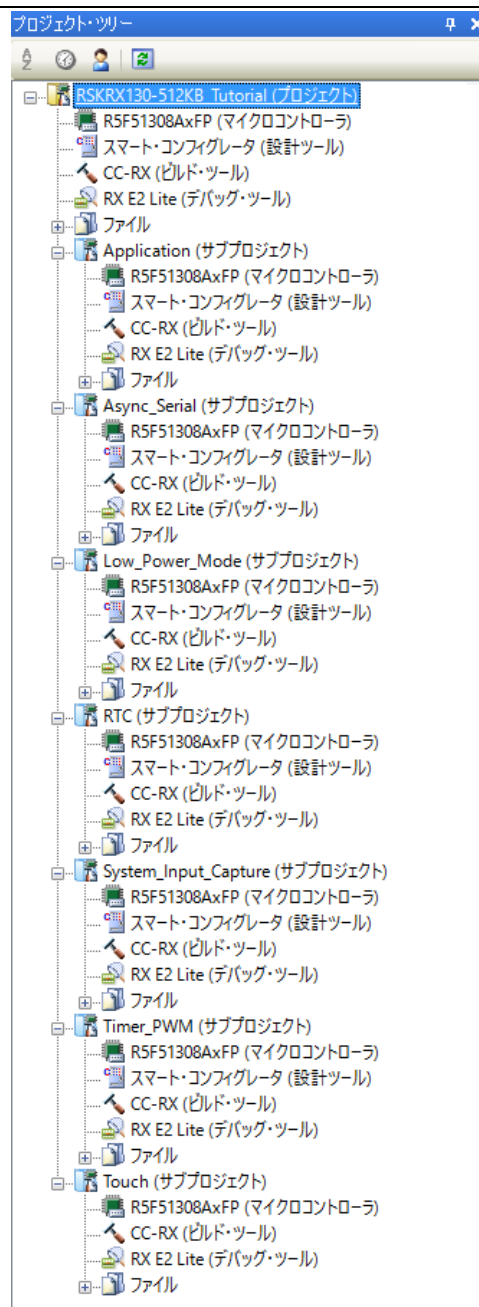 プロジェクト・ツリー
RSKRX130-512KB_Tutorial (プロジェクト)
R5F51308AxFP (マイクロコントローラ)
スマート・コンフィグレータ (設計ツール)
CC-RX (ビルド・ツール)
RX E2 Lite (デバッグ・ツール)
ファイル
Application (サブプロジェクト)
R5F51308AxFP (マイクロコントローラ)
スマート・コンフィグレータ (設計ツール)
CC-RX (ビルド・ツール)
RX E2 Lite (デバッグ・ツール)
ファイル
Async_Serial (サブプロジェクト)
R5F51308AxFP (マイクロコントローラ)
スマート・コンフィグレータ (設計ツール)
CC-RX (ビルド・ツール)
RX E2 Lite (デバッグ・ツール)
ファイル
Low_Power_Mode (サブプロジェクト)
R5F51308AxFP (マイクロコントローラ)
スマート・コンフィグレータ (設計ツール)
CC-RX (ビルド・ツール)
RX E2 Lite (デバッグ・ツール)
ファイル
RTC (サブプロジェクト)
R5F51308AxFP (マイクロコントローラ)
スマート・コンフィグレータ (設計ツール)
CC-RX (ビルド・ツール)
RX E2 Lite (デバッグ・ツール)
ファイル
System_Input_Capture (サブプロジェクト)
R5F51308AxFP (マイクロコントローラ)
スマート・コンフィグレータ (設計ツール)
CC-RX (ビルド・ツール)
RX E2 Lite (デバッグ・ツール)
ファイル
Timer_PWM (サブプロジェクト)
R5F51308AxFP (マイクロコントローラ)
スマート・コンフィグレータ (設計ツール)
CC-RX (ビルド・ツール)
RX E2 Lite (デバッグ・ツール)
ファイル
Touch (サブプロジェクト)
R5F51308AxFP (マイクロコントローラ)
CC-RX (ビルド・ツール)
RX E2 Lite (デバッグ・ツール)
ファイル